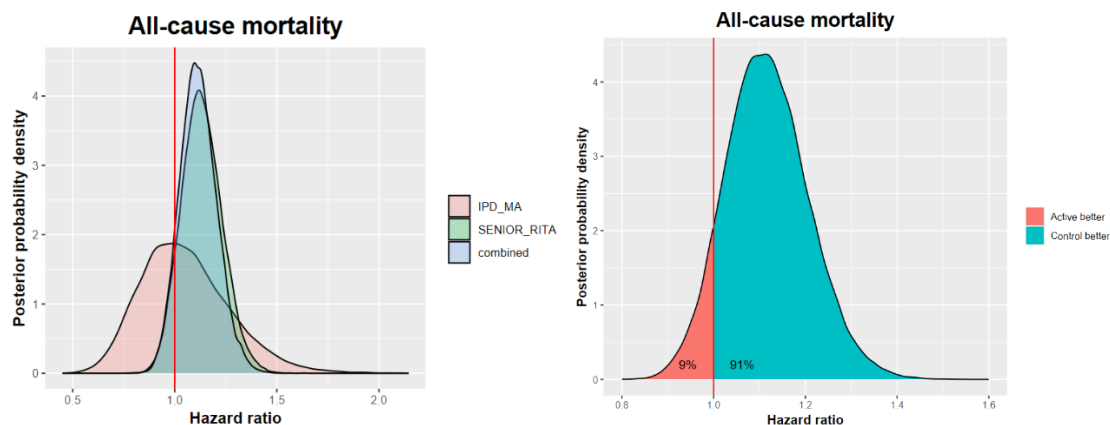 All-cause mortality
Posterior probability density
4
3
2
1
0
0.5
1.0
1.5
2.0
Hazard ratio
IPD_MA
SENIOR_RITA
combined
All-cause mortality
Posterior probability density
4
3
2
1
0
9%
91%
0.8
1.0
1.2
1.4
1.6
Hazard ratio
Active better
Control better